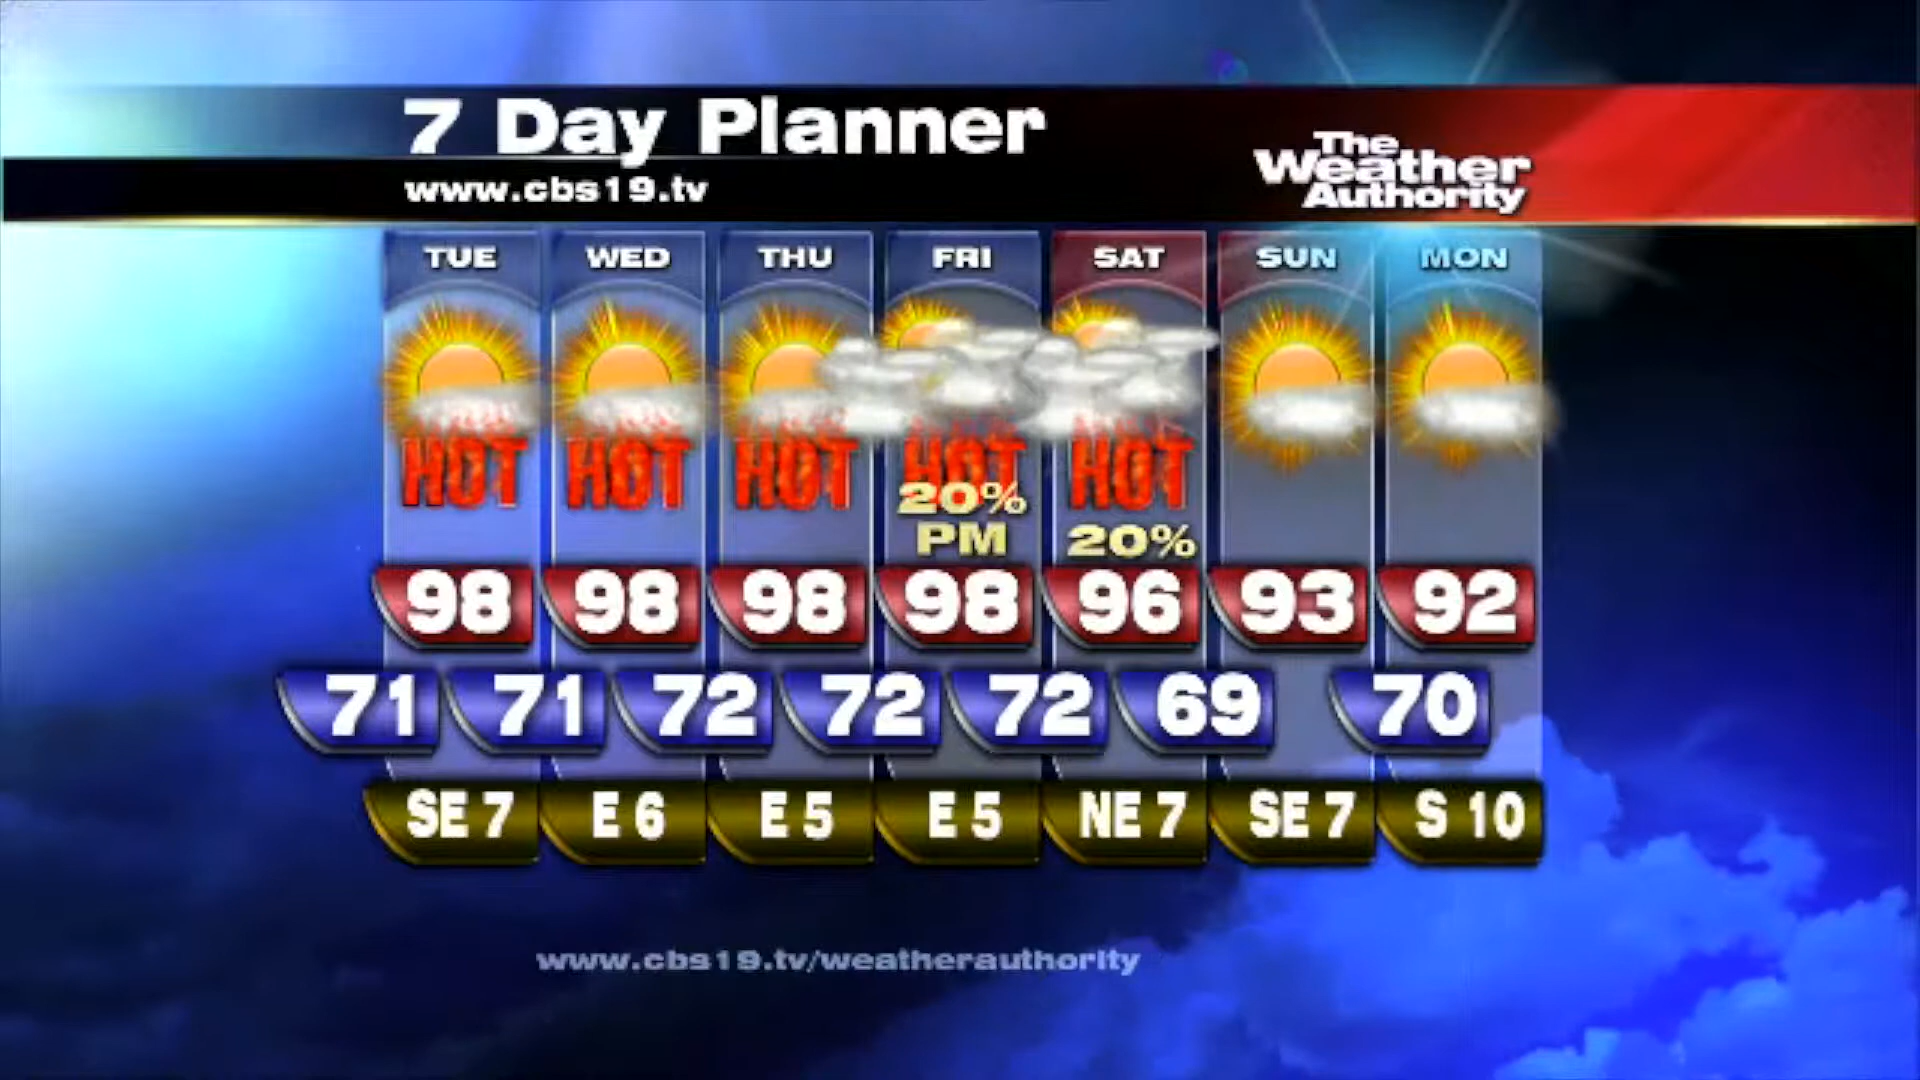 7 Day Planner
www.cbs19.tv
The
Weather
Authority
TUE WED THU FRI SAT SUN MON
HOT HOT HOT HOT HOT
20%
PM 20%
98 98 98 98 96 93 92
71 71 72 72 72 69 70
SE 7 E 6 E 5 E 5 NE 7 SE 7 S 10
www.cbs19.tv/weatherauthority